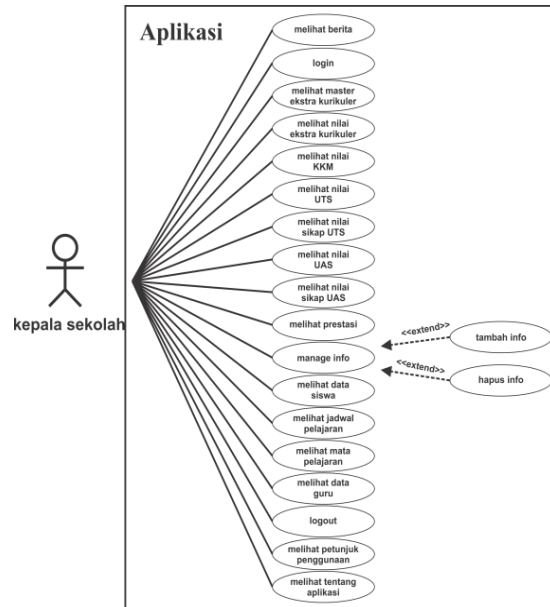 Aplikasi
melihat berita
login
melihat master
ekstra kurikuler
melihat nilai
ekstra kurikuler
melihat nilai
KKM
melihat nilai
UTS
melihat nilai
sikap UTS
melihat nilai
UAS
melihat nilai
sikap UAS
kepala sekolah
melihat prestasi
manage info
<<extend>>
tambah info
<<extend>>
hapus info
melihat data
siswa
melihat jadwal
pelajaran
melihat mata
pelajaran
melihat data
guru
logout
melihat petunjuk
penggunaan
melihat tentang
aplikasi